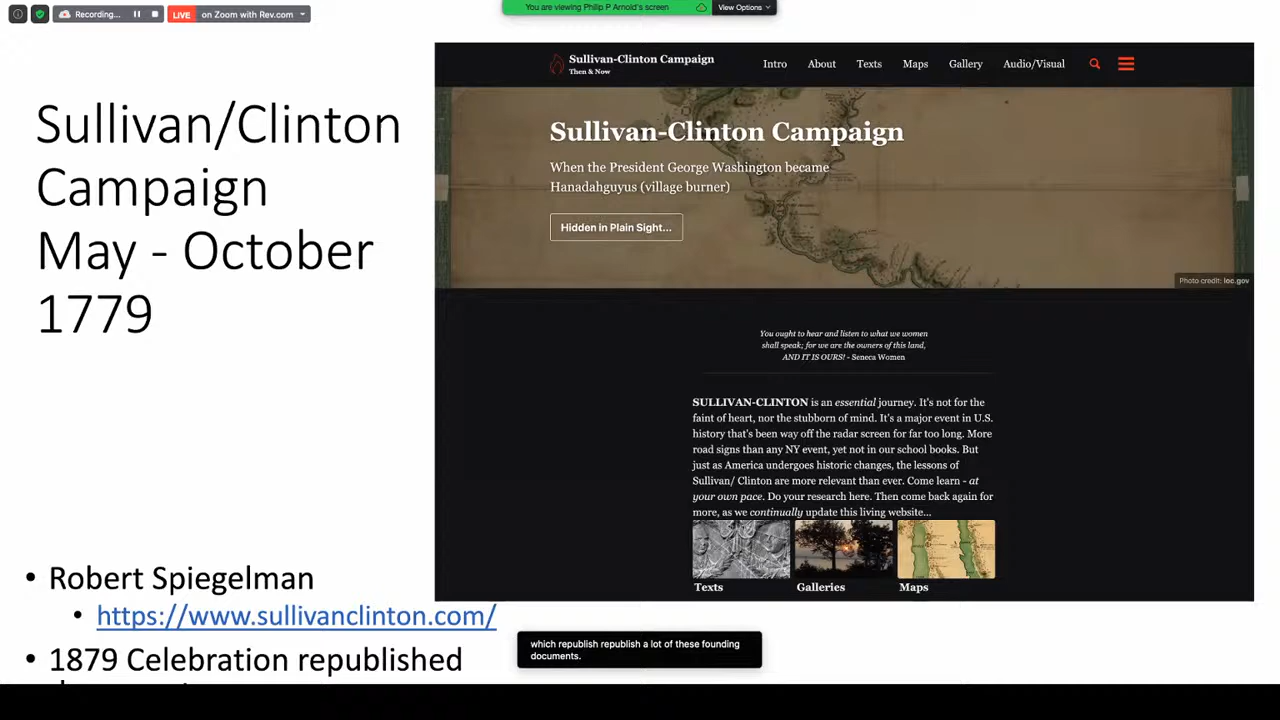 Recording...
LIVE on Zoom with Rev.com
You are viewing Philip P Arnold's screen
View Options
Sullivan/Clinton
Campaign
May - October
1779
Robert Spiegelman
https://www.sullivanclinton.com/
1879 Celebration republished
Sullivan-Clinton Campaign
Then & Now
Intro About Texts Maps Gallery Audio/Visual
Sullivan-Clinton Campaign
When the President George Washington became
Hanadahguyus (village burner)
Hidden in Plain Sight...
Photo credit: loc.gov
You ought to hear and listen to what we women
shall speak; for we are the owners of this land,
AND IT IS OURS! - Seneca Women
SULLIVAN-CLINTON is an essential journey. It's not for the
faint of heart, nor the stubborn of mind. It's a major event in U.S.
history that's been way off the radar screen for far too long. More
road signs than any NY event, yet not in our school books. But
just as America undergoes historic changes, the lessons of
Sullivan/ Clinton are more relevant than ever. Come learn - at
your own pace. Do your research here. Then come back again for
more, as we continually update this living website...
Texts Galleries Maps
which republish republish a lot of these founding
documents.